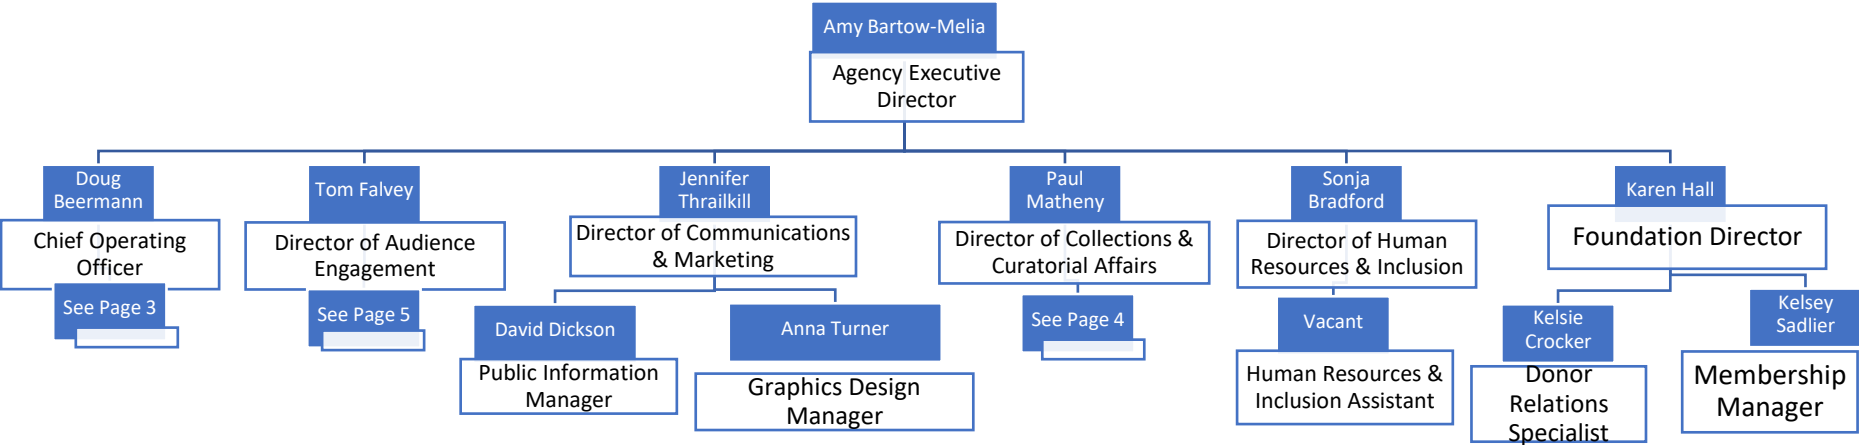 Amy Bartow-Melia
Agency Executive
Director
Doug
Beermann
Chief Operating
Officer
See Page 3
Tom Falvey
Director of Audience
Engagement
See Page 5
Jennifer
Thrailkill
Director of Communications
& Marketing
David Dickson
Public Information
Manager
Anna Turner
Graphics Design
Manager
Paul
Matheny
Director of Collections &
Curatorial Affairs
See Page 4
Sonja
Bradford
Director of Human
Resources & Inclusion
Vacant
Human Resources &
Inclusion Assistant
Karen Hall
Foundation Director
Kelsie
Crocker
Donor
Relations
Specialist
Kelsey
Sadlier
Membership
Manager